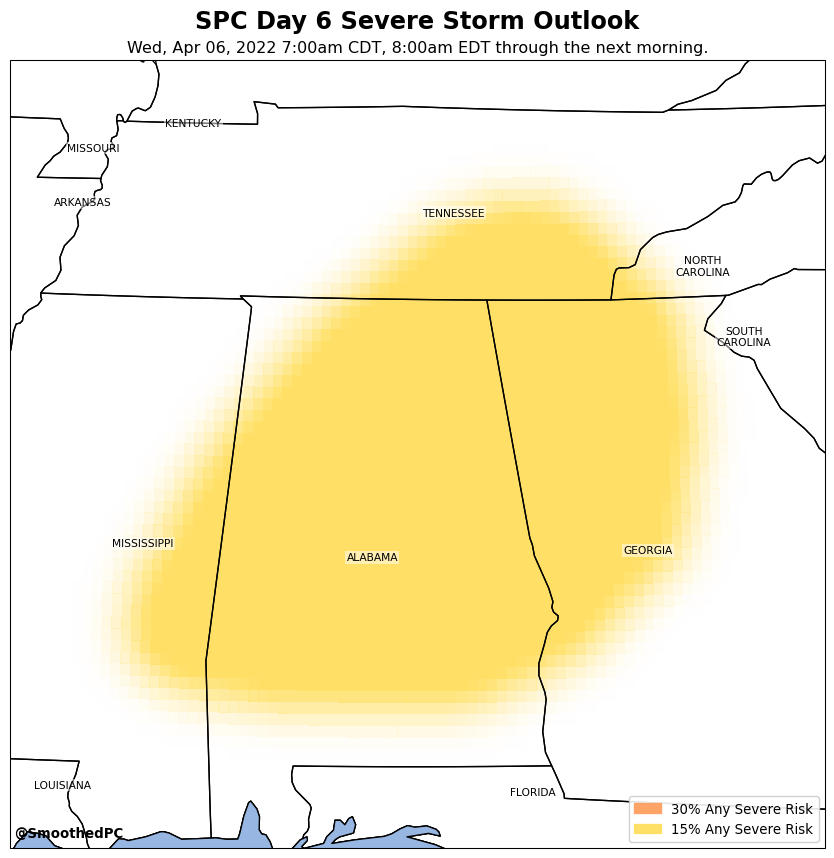 SPC Day 6 Severe Storm Outlook
Wed, Apr 06, 2022 7:00am CDT, 8:00am EDT through the next morning.
KENTUCKY
MISSOURI
ARKANSAS
TENNESSEE
NORTH
CAROLINA
SOUTH
CAROLINA
MISSISSIPPI
ALABAMA
GEORGIA
LOUISIANA
FLORIDA
30% Any Severe Risk
15% Any Severe Risk
@SmoothedPC